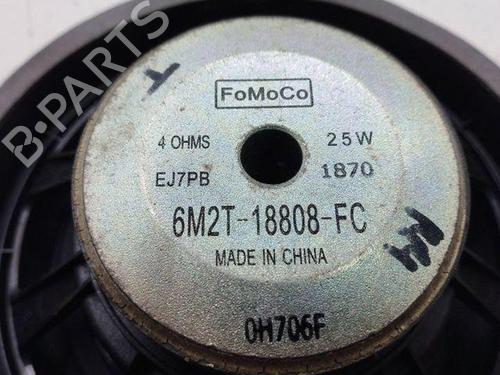 B-PARTS
FoMoCo
4 OHMS 25W
EJ7PB 1870
6M2T-18808-FC
MADE IN CHINA
0H706F